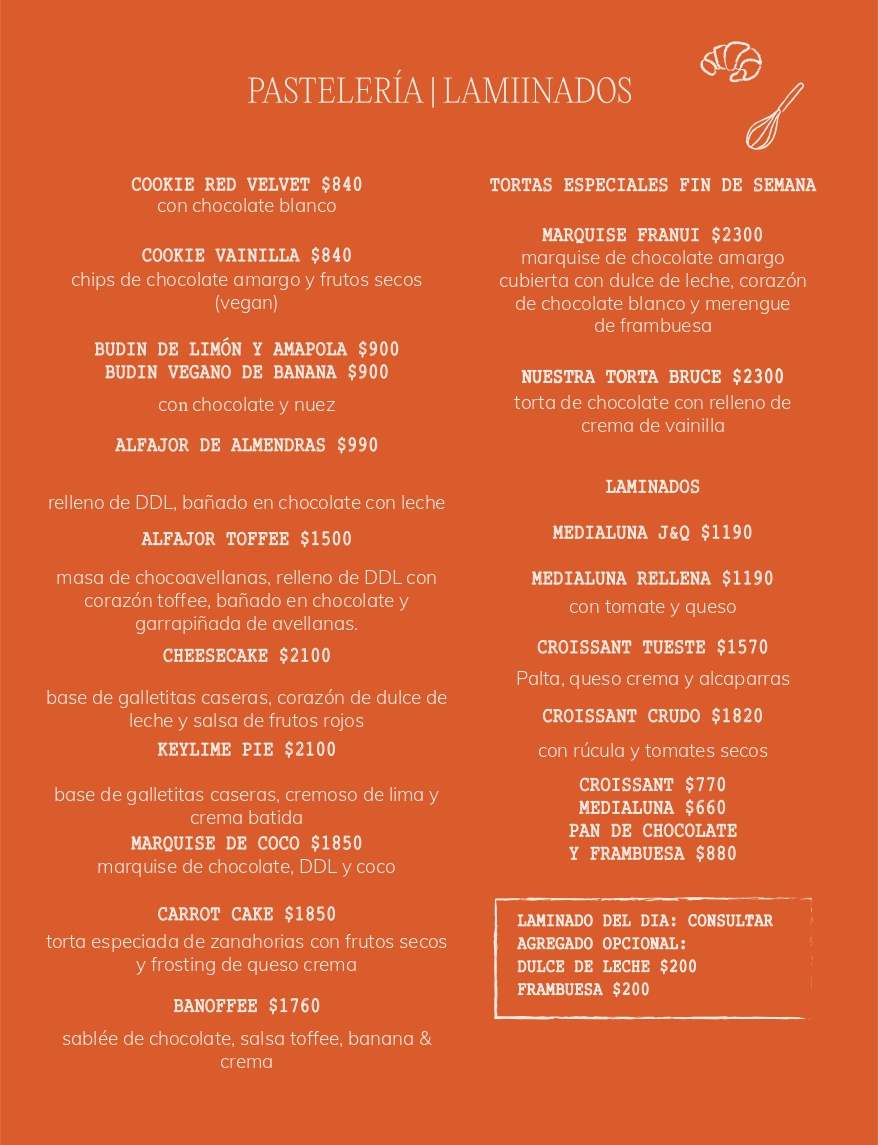 PASTELERÍA | LAMIINADOS
COOKIE RED VELVET $840
con chocolate blanco
COOKIE VAINILLA $840
chips de chocolate amargo y frutos secos
(vegan)
BUDIN DE LIMÓN Y AMAPOLA $900
BUDIN VEGANO DE BANANA $900
con chocolate y nuez
ALFAJOR DE ALMENDRAS $990
relleno de DDL, bañado en chocolate con leche
ALFAJOR TOFFEE $1500
masa de chocoavellanas, relleno de DDL con
corazón toffee, bañado en chocolate y
garrapiñada de avellanas.
CHEESECAKE $2100
base de galletitas caseras, corazón de dulce de
leche y salsa de frutos rojos
KEYLIME PIE $2100
base de galletitas caseras, cremoso de lima y
crema batida
MARQUISE DE COCO $1850
marquise de chocolate, DDL y coco
CARROT CAKE $1850
torta especiada de zanahorias con frutos secos
y frosting de queso crema
BANOFFEE $1760
sablée de chocolate, salsa toffee, banana &
crema
TORTAS ESPECIALES FIN DE SEMANA
MARQUISE FRANUI $2300
marquise de chocolate amargo
cubierta con dulce de leche, corazón
de chocolate blanco y merengue
de frambuesa
NUESTRA TORTA BRUCE $2300
torta de chocolate con relleno de
crema de vainilla
LAMINADOS
MEDIALUNA J&Q $1190
MEDIALUNA RELLENA $1190
con tomate y queso
CROISSANT TUESTE $1570
Palta, queso crema y alcaparras
CROISSANT CRUDO $1820
con rúcula y tomates secos
CROISSANT $770
MEDIALUNA $660
PAN DE CHOCOLATE
Y FRAMBUESA $880
LAMINADO DEL DIA: CONSULTAR
AGREGADO OPCIONAL:
DULCE DE LECHE $200
FRAMBUESA $200